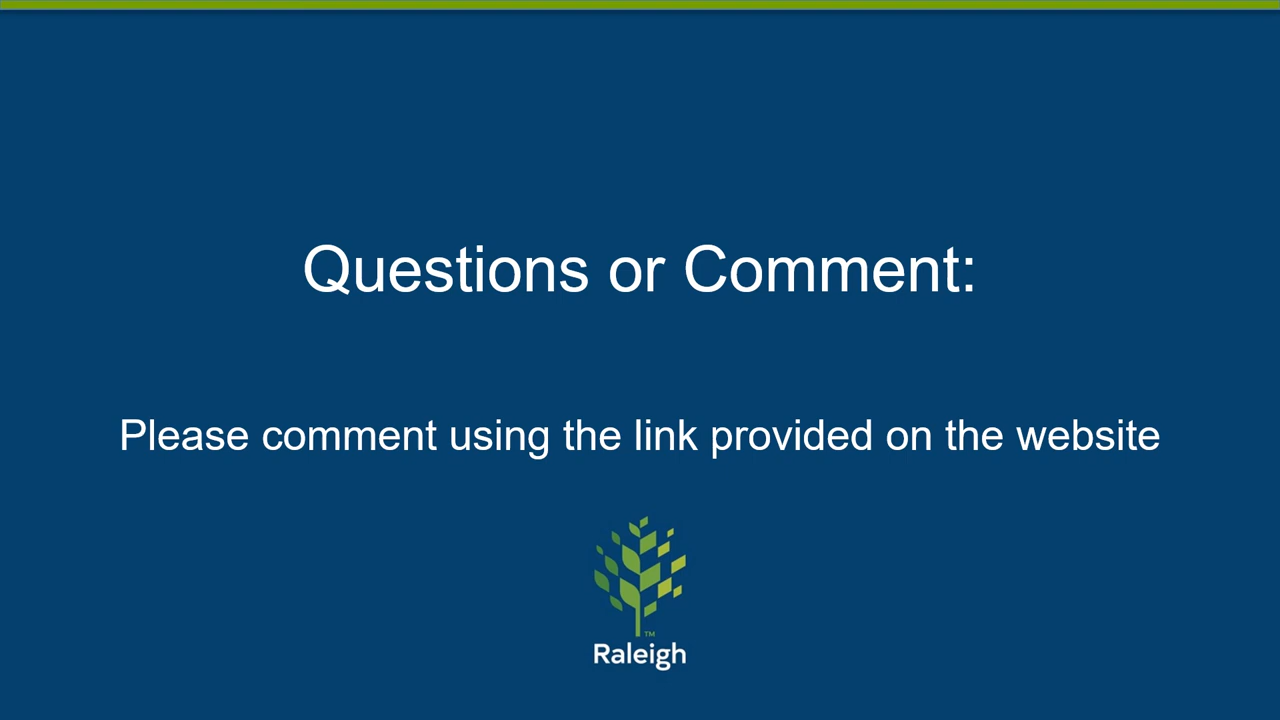 Questions or Comment:
Please comment using the link provided on the website
TM
Raleigh